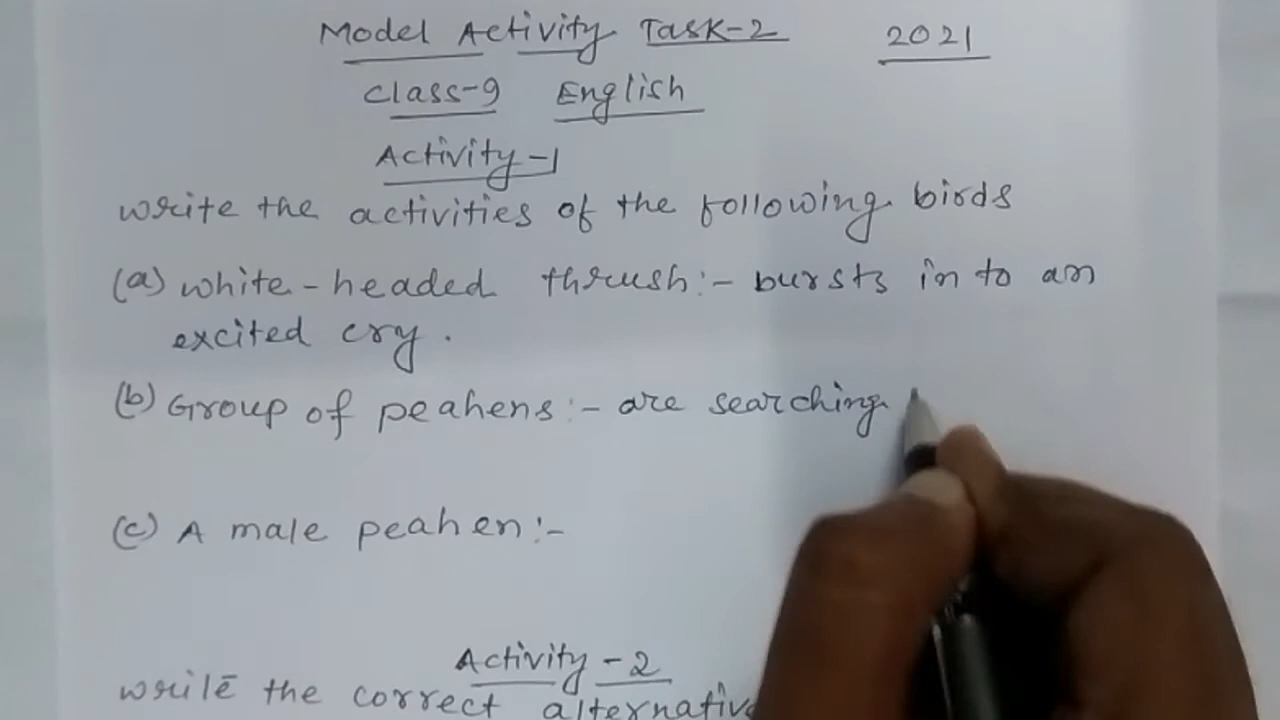 Model Activity Task-2 2021
Class-9 English
Activity-1
write the activities of the following birds
(a) white-headed thrush:- bursts in to an
excited cry.
(b) Group of peahens:- are searching
(c) A male peahen:-
Activity-2
write the correct alternative